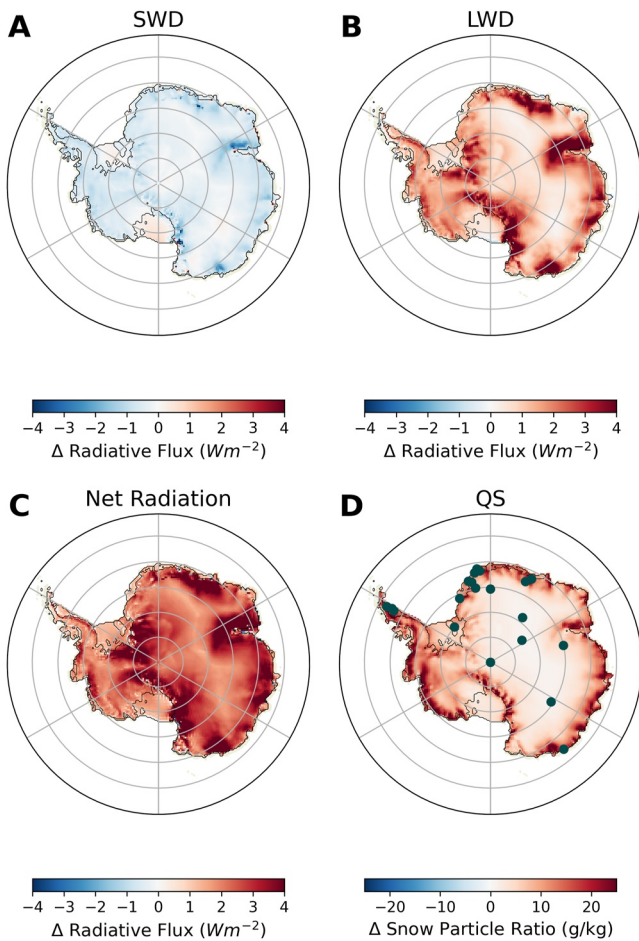 A SWD
B LWD
−4 −3 −2 −1 0 1 2 3 4
Δ Radiative Flux (Wm⁻²)
−4 −3 −2 −1 0 1 2 3 4
Δ Radiative Flux (Wm⁻²)
C Net Radiation
D QS
−4 −3 −2 −1 0 1 2 3 4
Δ Radiative Flux (Wm⁻²)
−20 −10 0 10 20
Δ Snow Particle Ratio (g/kg)